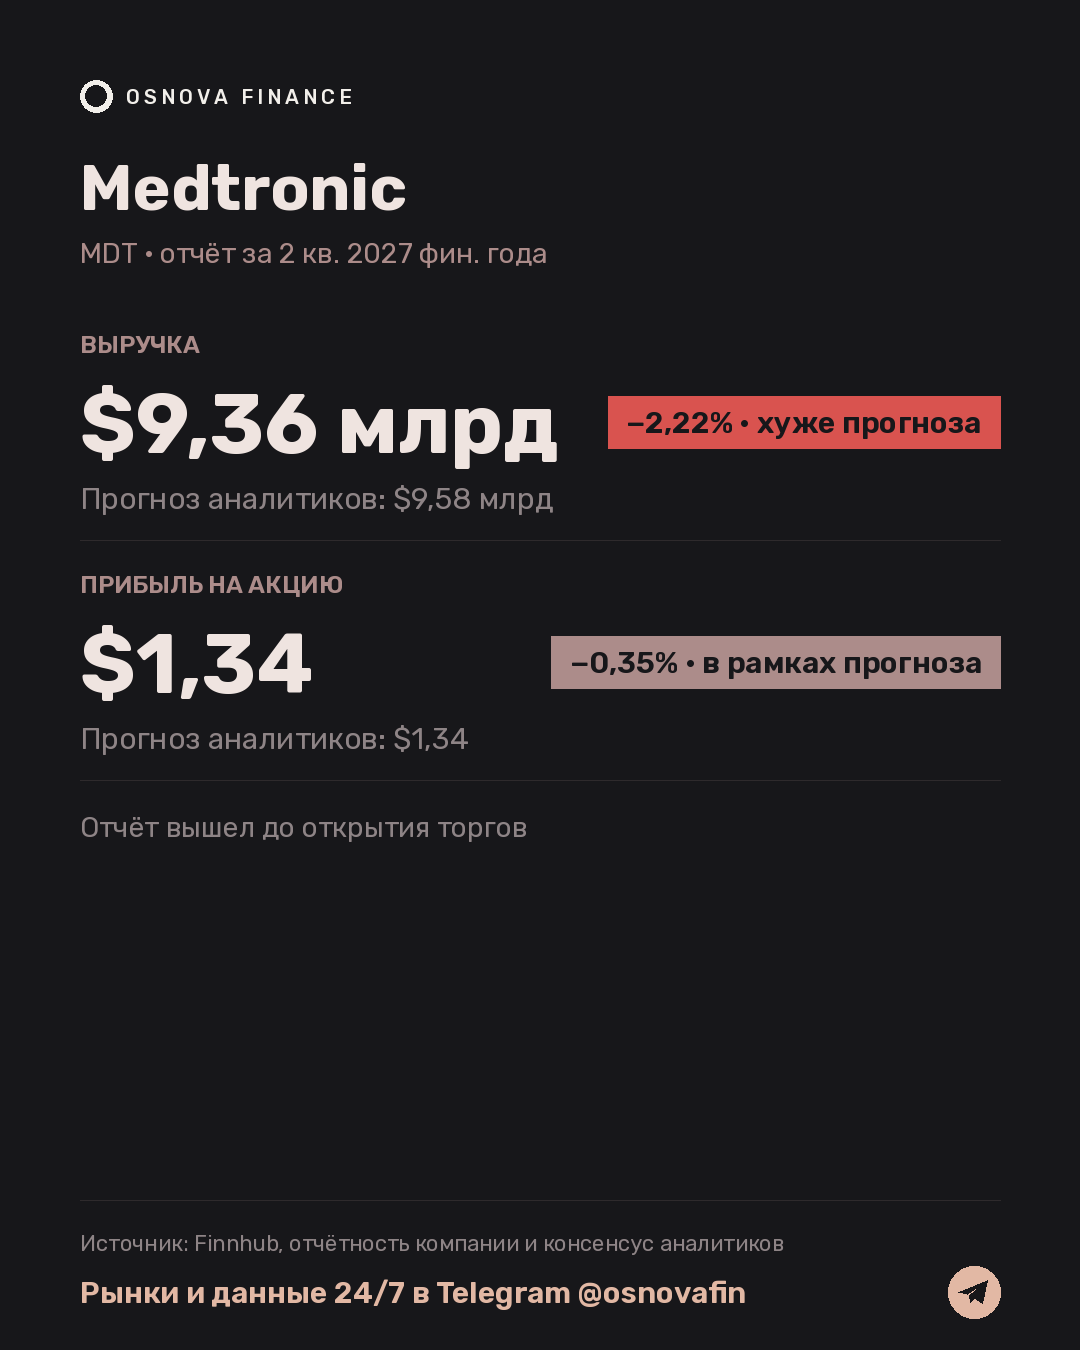 OSNOVA FINANCE
Medtronic
MDT • отчёт за 2 кв. 2027 фин. года
ВЫРУЧКА
$9,36 млрд
−2,22% • хуже прогноза
Прогноз аналитиков: $9,58 млрд
ПРИБЫЛЬ НА АКЦИЮ
$1,34
−0,35% • в рамках прогноза
Прогноз аналитиков: $1,34
Отчёт вышел до открытия торгов
Источник: Finnhub, отчётность компании и консенсус аналитиков
Рынки и данные 24/7 в Telegram @osnovafin